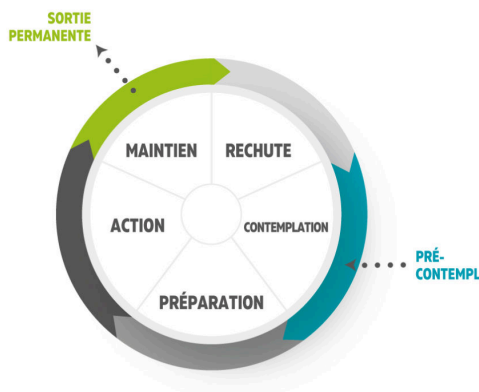 SORTIE
PERMANENTE
MAINTIEN
RECHUTE
ACTION
CONTEMPLATION
PRÉ-
CONTEMPL
PRÉPARATION